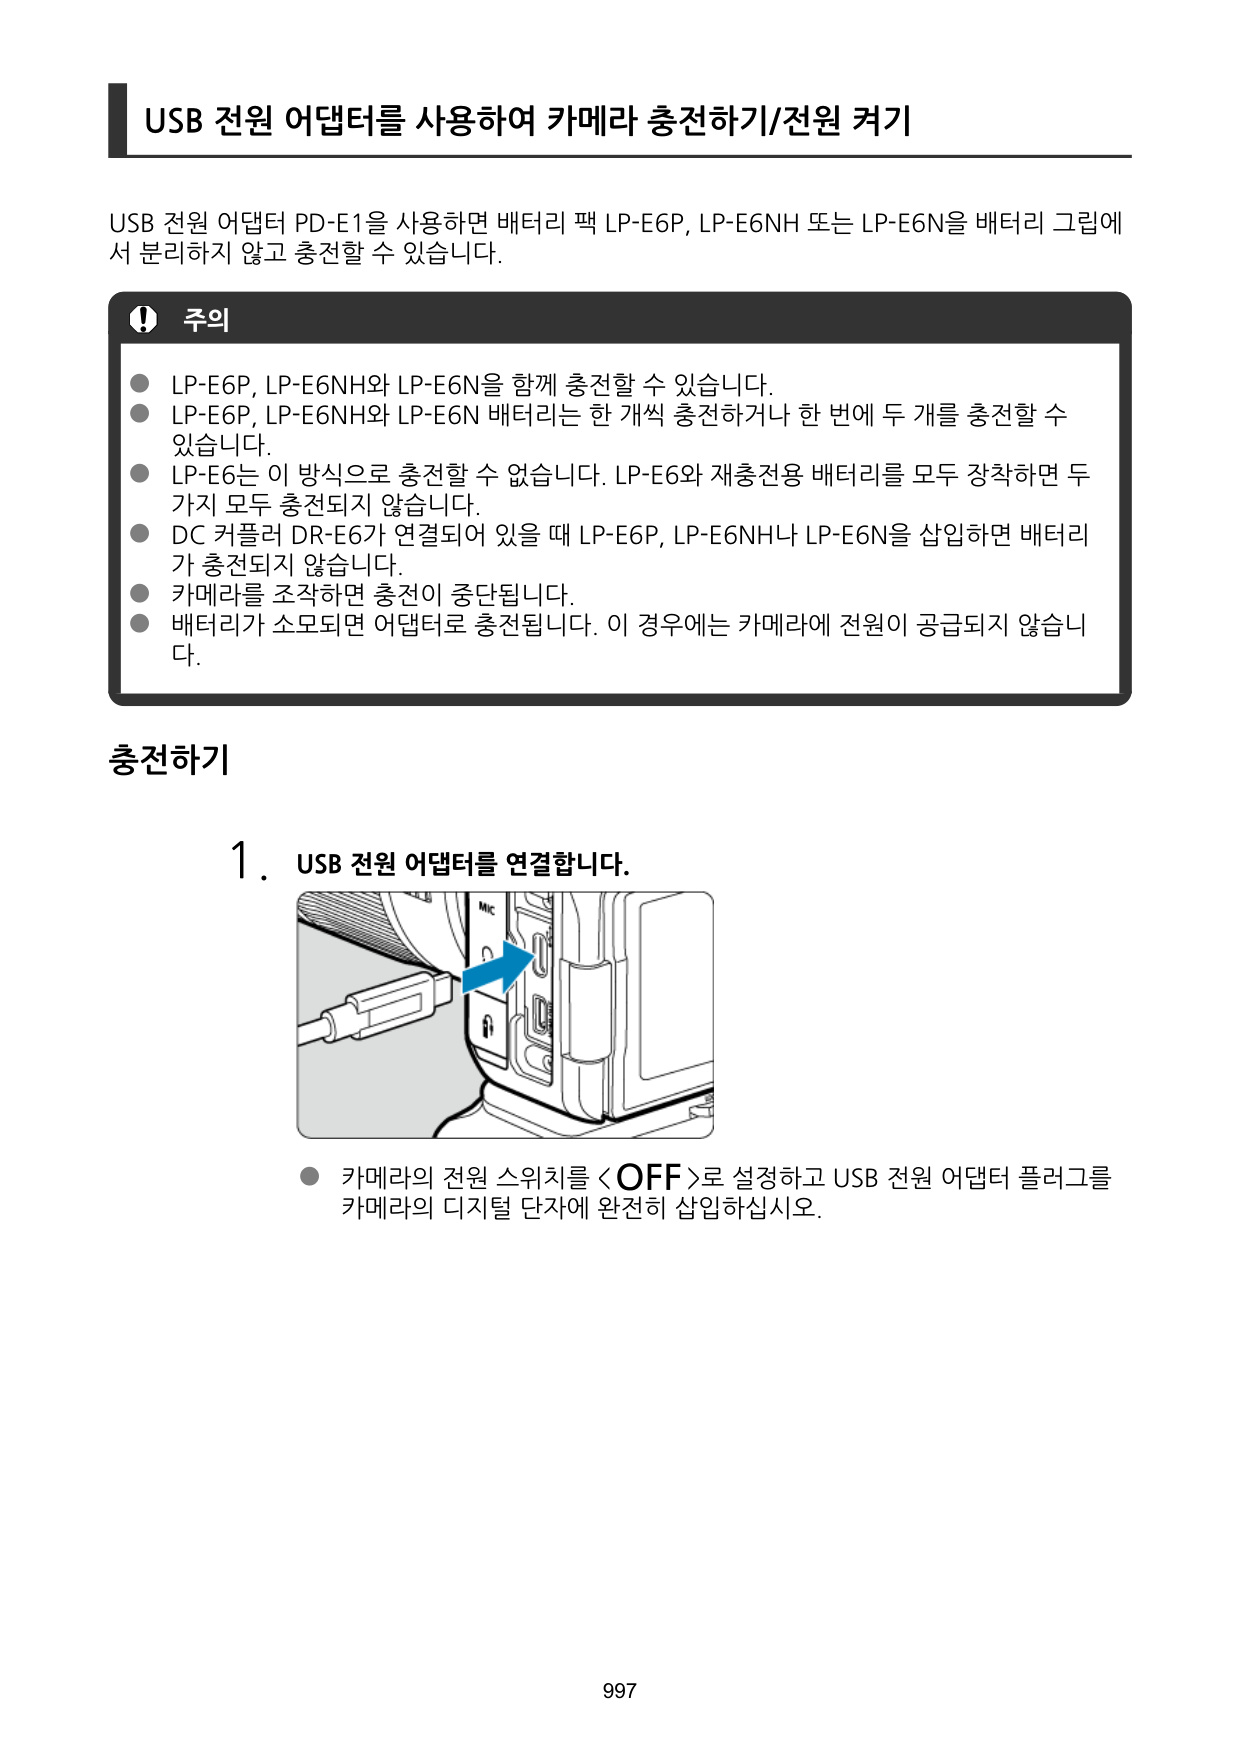 USB 전원 어댑터를 사용하여 카메라 충전하기/전원 켜기
USB 전원 어댑터 PD-E1을 사용하면 배터리 팩 LP-E6P, LP-E6NH 또는 LP-E6N을 배터리 그립에
서 분리하지 않고 충전할 수 있습니다.
주의
● LP-E6P, LP-E6NH와 LP-E6N을 함께 충전할 수 있습니다.
● LP-E6P, LP-E6NH와 LP-E6N 배터리는 한 개씩 충전하거나 한 번에 두 개를 충전할 수
있습니다.
● LP-E6는 이 방식으로 충전할 수 없습니다. LP-E6와 재충전용 배터리를 모두 장착하면 두
가지 모두 충전되지 않습니다.
● DC 커플러 DR-E6가 연결되어 있을 때 LP-E6P, LP-E6NH나 LP-E6N을 삽입하면 배터리
가 충전되지 않습니다.
● 카메라를 조작하면 충전이 중단됩니다.
● 배터리가 소모되면 어댑터로 충전됩니다. 이 경우에는 카메라에 전원이 공급되지 않습니
다.
충전하기
1. USB 전원 어댑터를 연결합니다.
MIC
● 카메라의 전원 스위치를 <OFF>로 설정하고 USB 전원 어댑터 플러그를
카메라의 디지털 단자에 완전히 삽입하십시오.
997